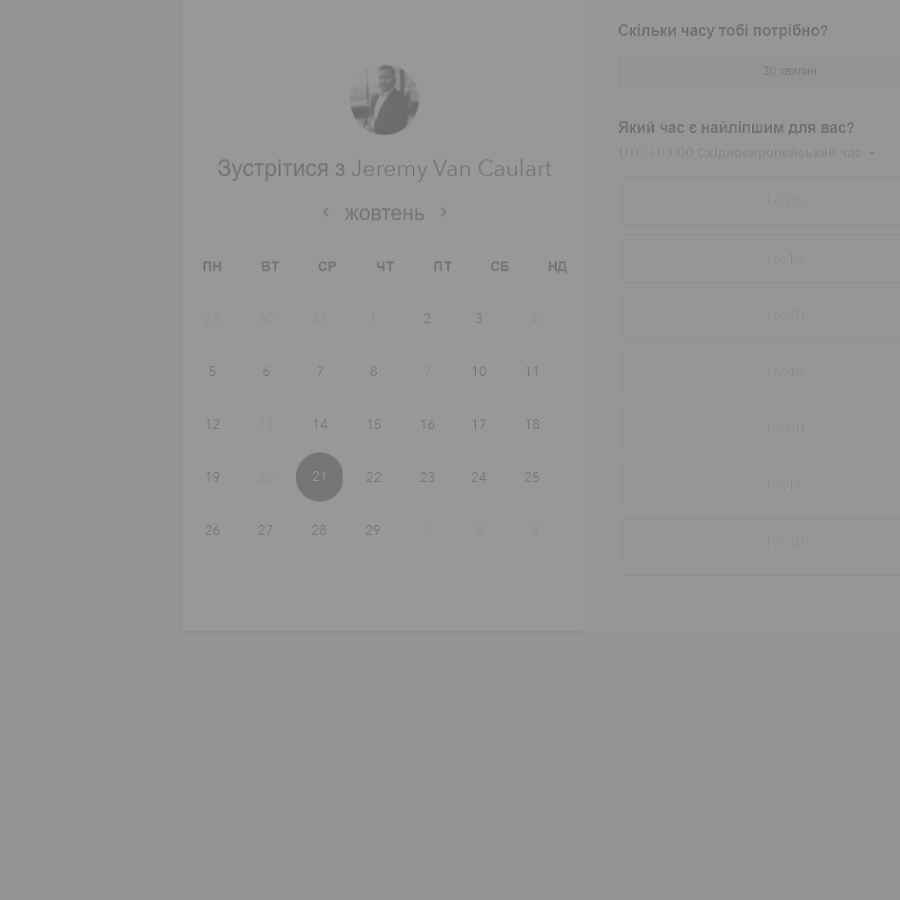 Зустрітися з Jeremy Van Caulart
‹ жовтень ›
ПН ВТ СР ЧТ ПТ СБ НД
29 30 31 1 2 3 4
5 6 7 8 9 10 11
12 13 14 15 16 17 18
19 20 21 22 23 24 25
26 27 28 29 1 2 3
Скільки часу тобі потрібно?
30 хвилин
Який час є найліпшим для вас?
UTC +03:00 Східноєвропейський час
16:00
16:15
16:30
16:45
17:00
17:15
17:30